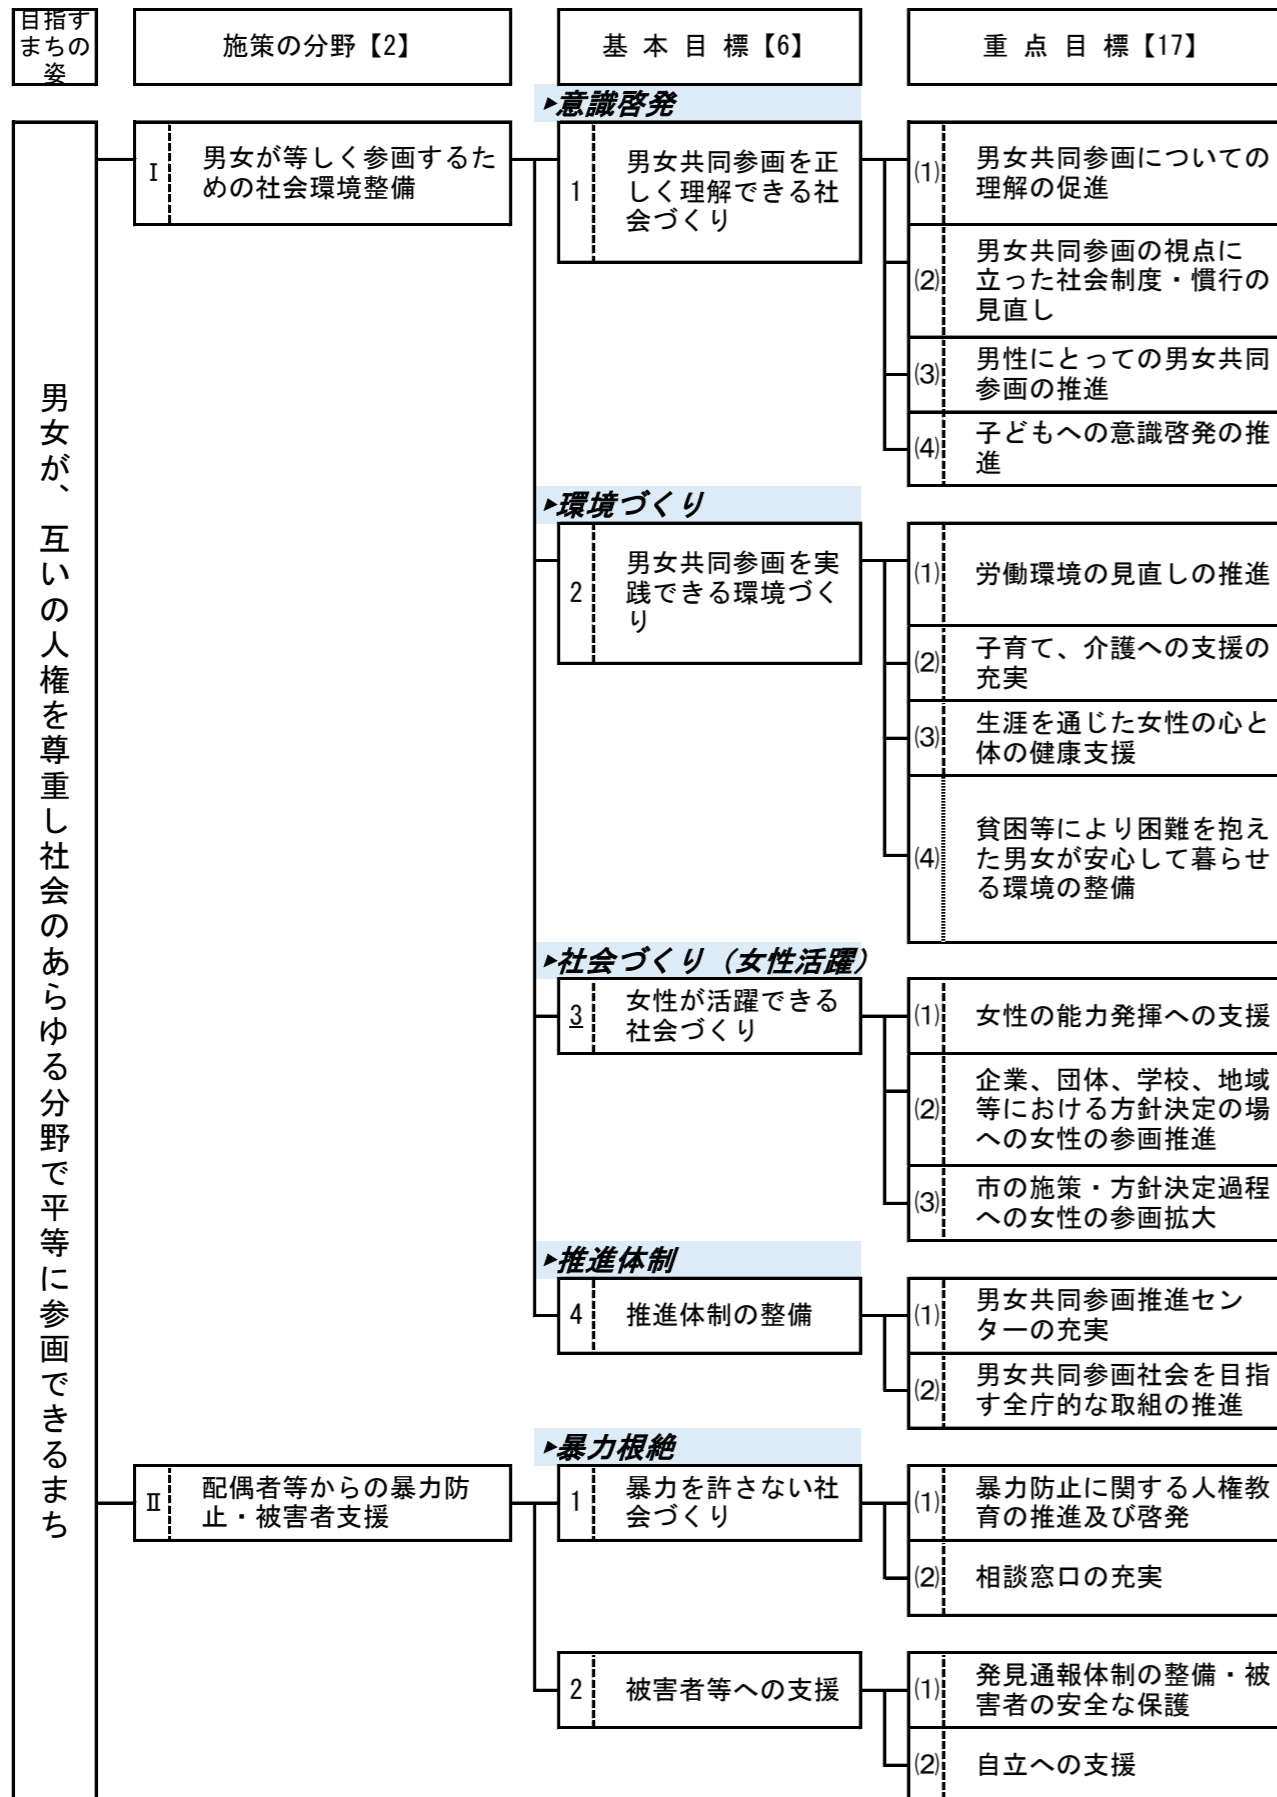 目指す
まちの
姿
施策の分野【2】
基 本 目 標【6】
重 点 目 標【17】
男女が、互いの人権を尊重し社会のあらゆる分野で平等に参画できるまち
Ⅰ
男女が等しく参画するた
めの社会環境整備
▶意識啓発
1
男女共同参画を正
しく理解できる社
会づくり
(1)
男女共同参画についての
理解の促進
(2)
男女共同参画の視点に
立った社会制度・慣行の
見直し
(3)
男性にとっての男女共同
参画の推進
(4)
子どもへの意識啓発の推
進
▶環境づくり
2
男女共同参画を実
践できる環境づく
り
(1)
労働環境の見直しの推進
(2)
子育て、介護への支援の
充実
(3)
生涯を通じた女性の心と
体の健康支援
(4)
貧困等により困難を抱え
た男女が安心して暮らせ
る環境の整備
▶社会づくり（女性活躍）
3
女性が活躍できる
社会づくり
(1)
女性の能力発揮への支援
(2)
企業、団体、学校、地域
等における方針決定の場
への女性の参画推進
(3)
市の施策・方針決定過程
への女性の参画拡大
▶推進体制
4
推進体制の整備
(1)
男女共同参画推進セン
ターの充実
(2)
男女共同参画社会を目指
す全庁的な取組の推進
Ⅱ
配偶者等からの暴力防
止・被害者支援
▶暴力根絶
1
暴力を許さない社
会づくり
(1)
暴力防止に関する人権教
育の推進及び啓発
(2)
相談窓口の充実
2
被害者等への支援
(1)
発見通報体制の整備・被
害者の安全な保護
(2)
自立への支援